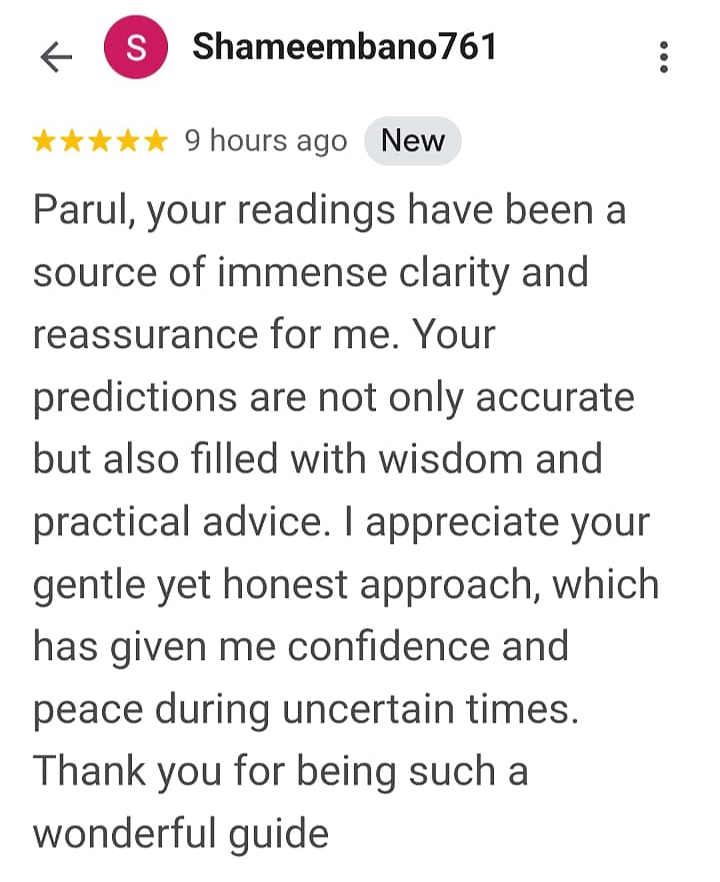 S Shameembano761
9 hours ago New
Parul, your readings have been a
source of immense clarity and
reassurance for me. Your
predictions are not only accurate
but also filled with wisdom and
practical advice. I appreciate your
gentle yet honest approach, which
has given me confidence and
peace during uncertain times.
Thank you for being such a
wonderful guide